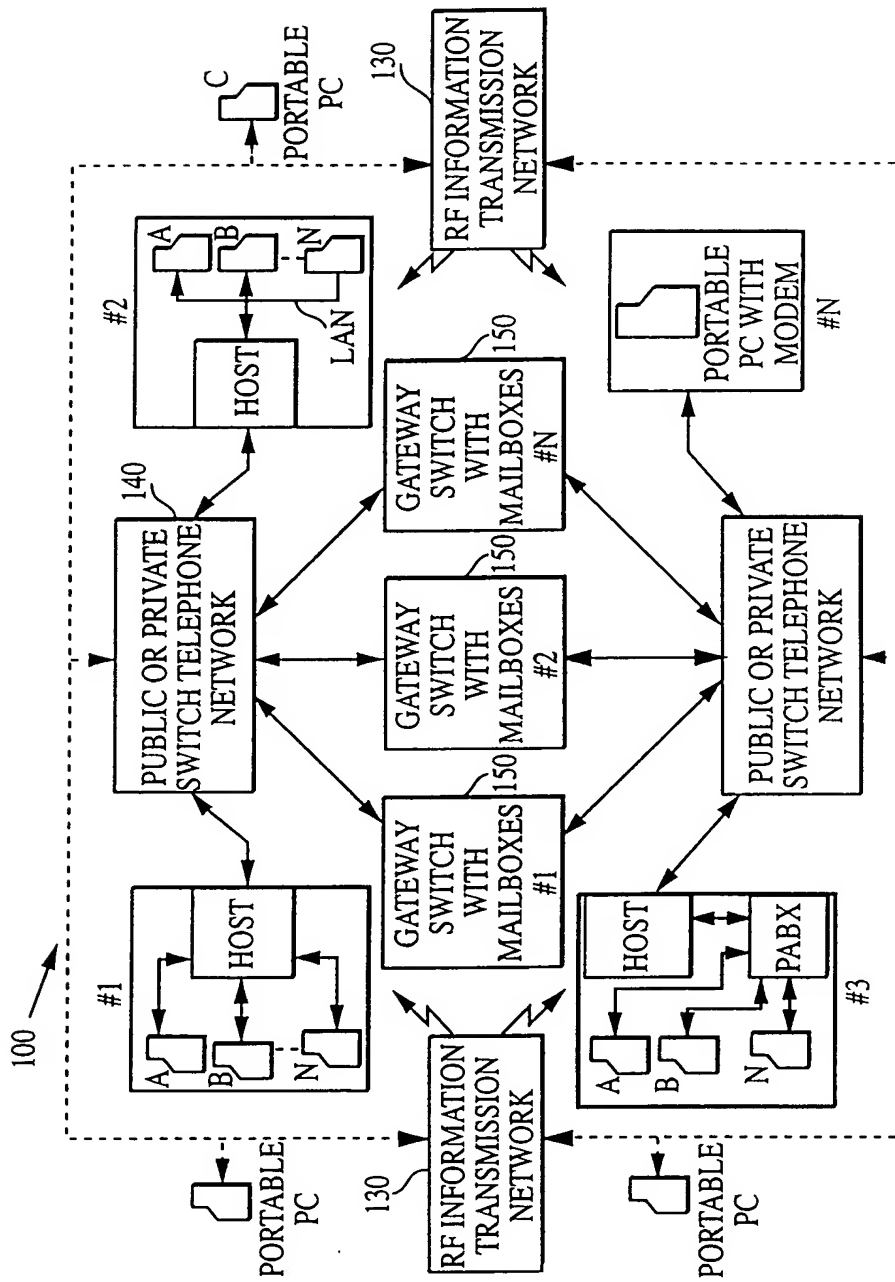 100
#1
A
B
N
HOST
PUBLIC OR PRIVATE
SWITCH TELEPHONE
NETWORK
140
#2
HOST
A
B
N
LAN
C
PORTABLE
PC
PORTABLE
PC
130
RF INFORMATION
TRANSMISSION
NETWORK
GATEWAY
SWITCH
WITH
MAILBOXES
#1
150
GATEWAY
SWITCH
WITH
MAILBOXES
#2
150
GATEWAY
SWITCH
WITH
MAILBOXES
#N
150
RF INFORMATION
TRANSMISSION
NETWORK
130
PORTABLE
PC
A
B
N
HOST
PABX
#3
PUBLIC OR PRIVATE
SWITCH TELEPHONE
NETWORK
PORTABLE
PC WITH
MODEM
#N